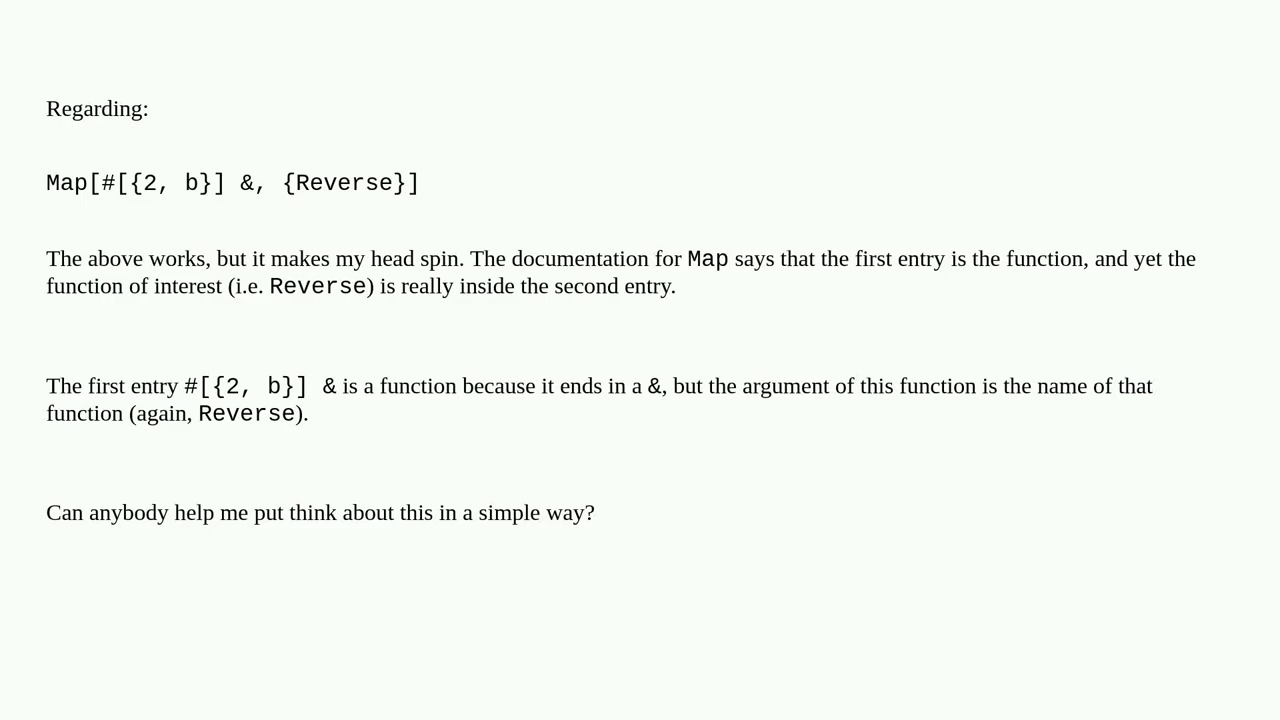 Regarding:
Map[#[{2, b}] &, {Reverse}]
The above works, but it makes my head spin. The documentation for Map says that the first entry is the function, and yet the
function of interest (i.e. Reverse) is really inside the second entry.
The first entry #[{2, b}] & is a function because it ends in a &, but the argument of this function is the name of that
function (again, Reverse).
Can anybody help me put think about this in a simple way?